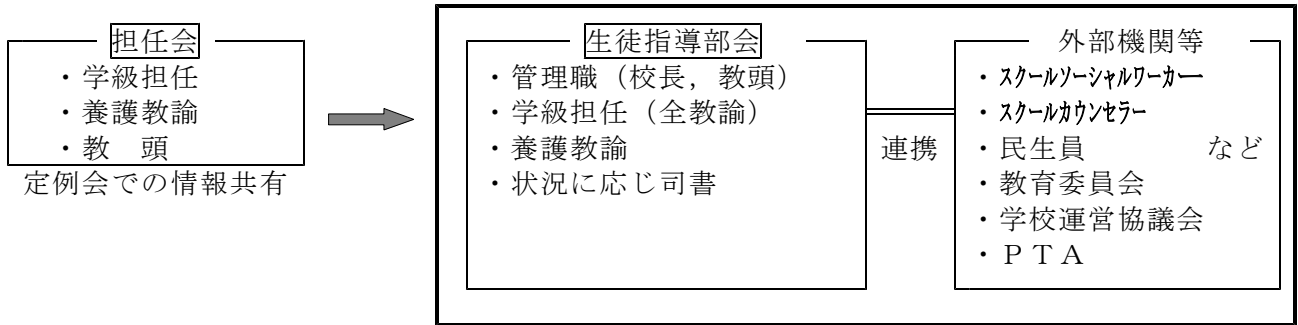 担任会
・学級担任
・養護教諭
・教　頭
定例会での情報共有
生徒指導部会
・管理職（校長，教頭）
・学級担任（全教諭）
・養護教諭
・状況に応じ司書
連携
外部機関等
・スクールソーシャルワーカー
・スクールカウンセラー
・民生員　　　など
・教育委員会
・学校運営協議会
・ＰＴＡ